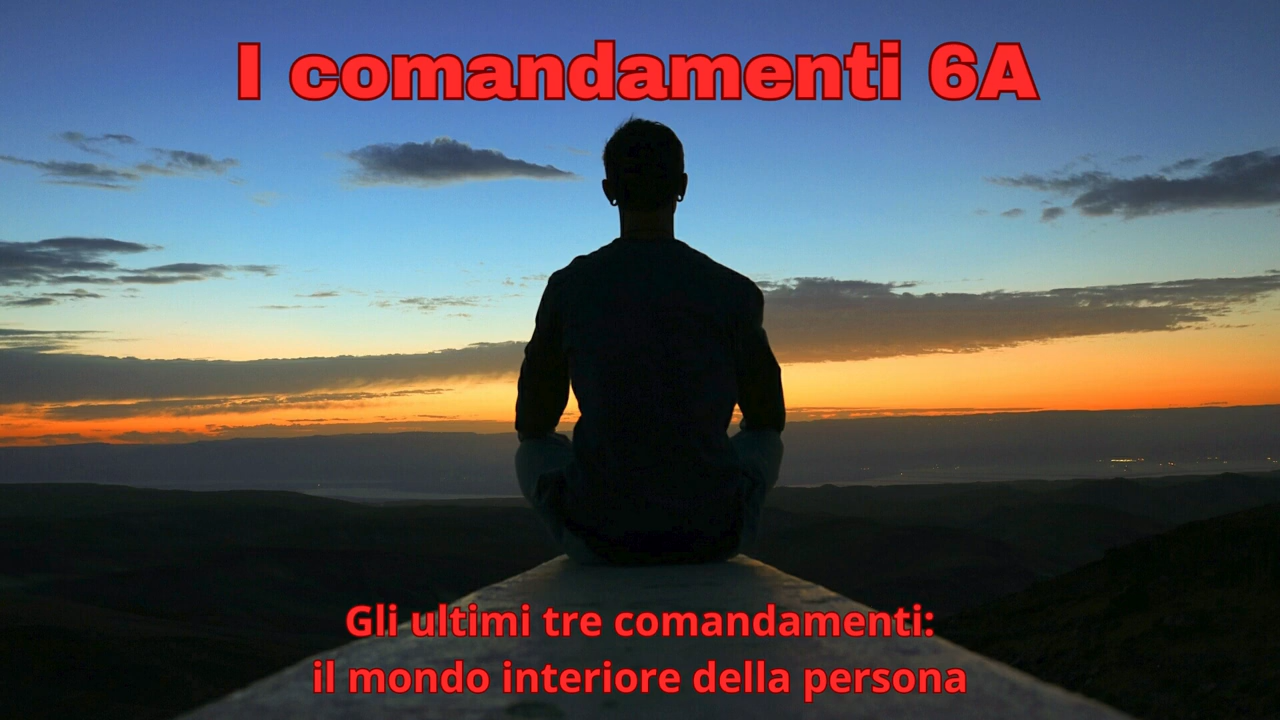 I comandamenti 6A
Gli ultimi tre comandamenti:
il mondo interiore della persona